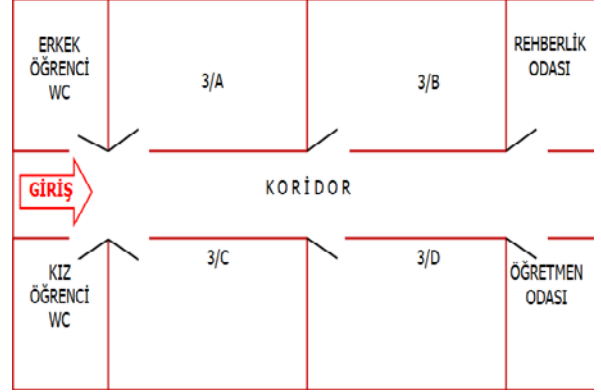 ERKEK
ÖĞRENCİ
WC
3/A
3/B
REHBERLİK
ODASI
GİRİŞ
KORİDOR
KIZ
ÖĞRENCİ
WC
3/C
3/D
ÖĞRETMEN
ODASI